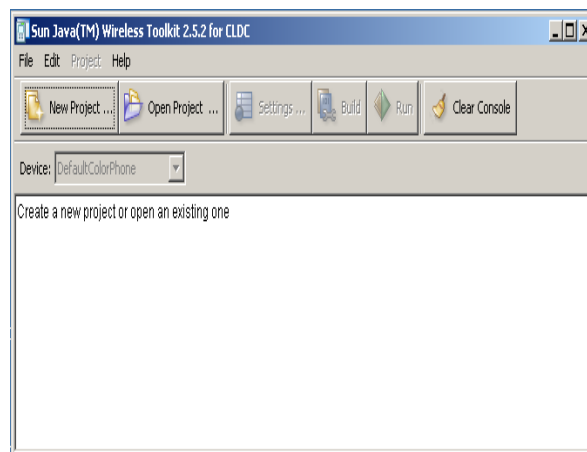 Sun Java(TM) Wireless Toolkit 2.5.2 for CLDC
File Edit Project Help
New Project ... Open Project ... Settings ... Build Run Clear Console
Device: DefaultColorPhone
Create a new project or open an existing one